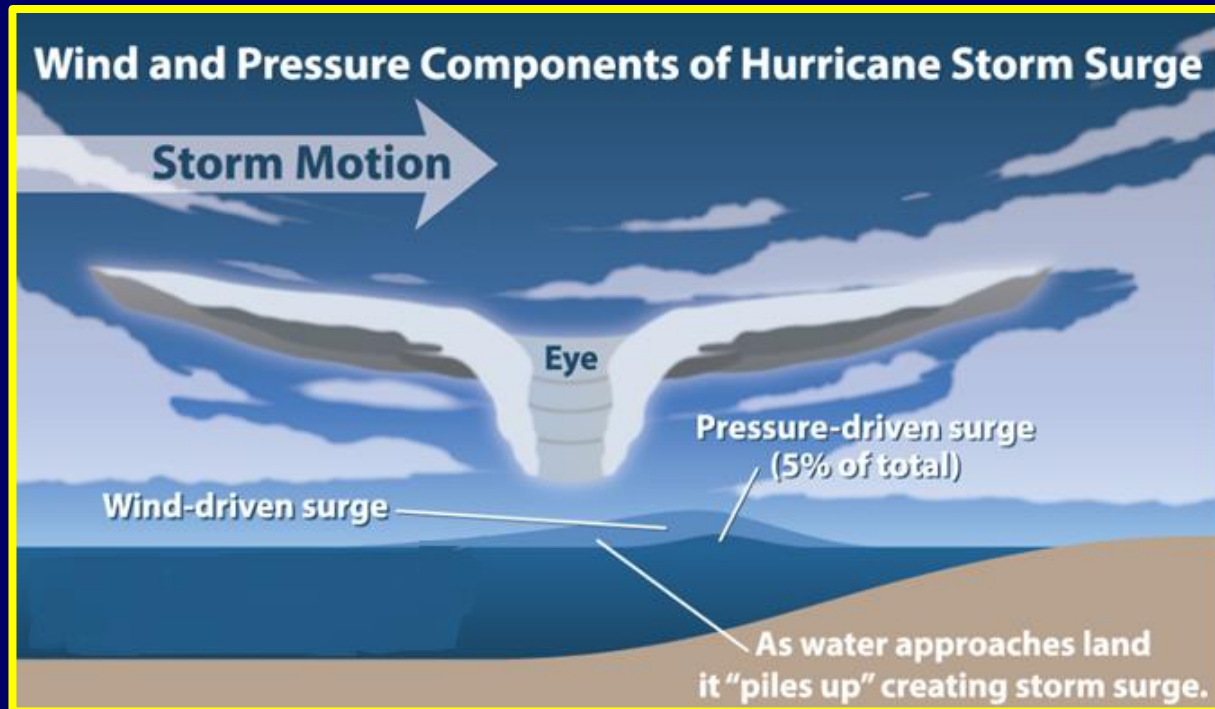 Wind and Pressure Components of Hurricane Storm Surge
Storm Motion
Eye
Pressure-driven surge
(5% of total)
Wind-driven surge
As water approaches land
it “piles up” creating storm surge.